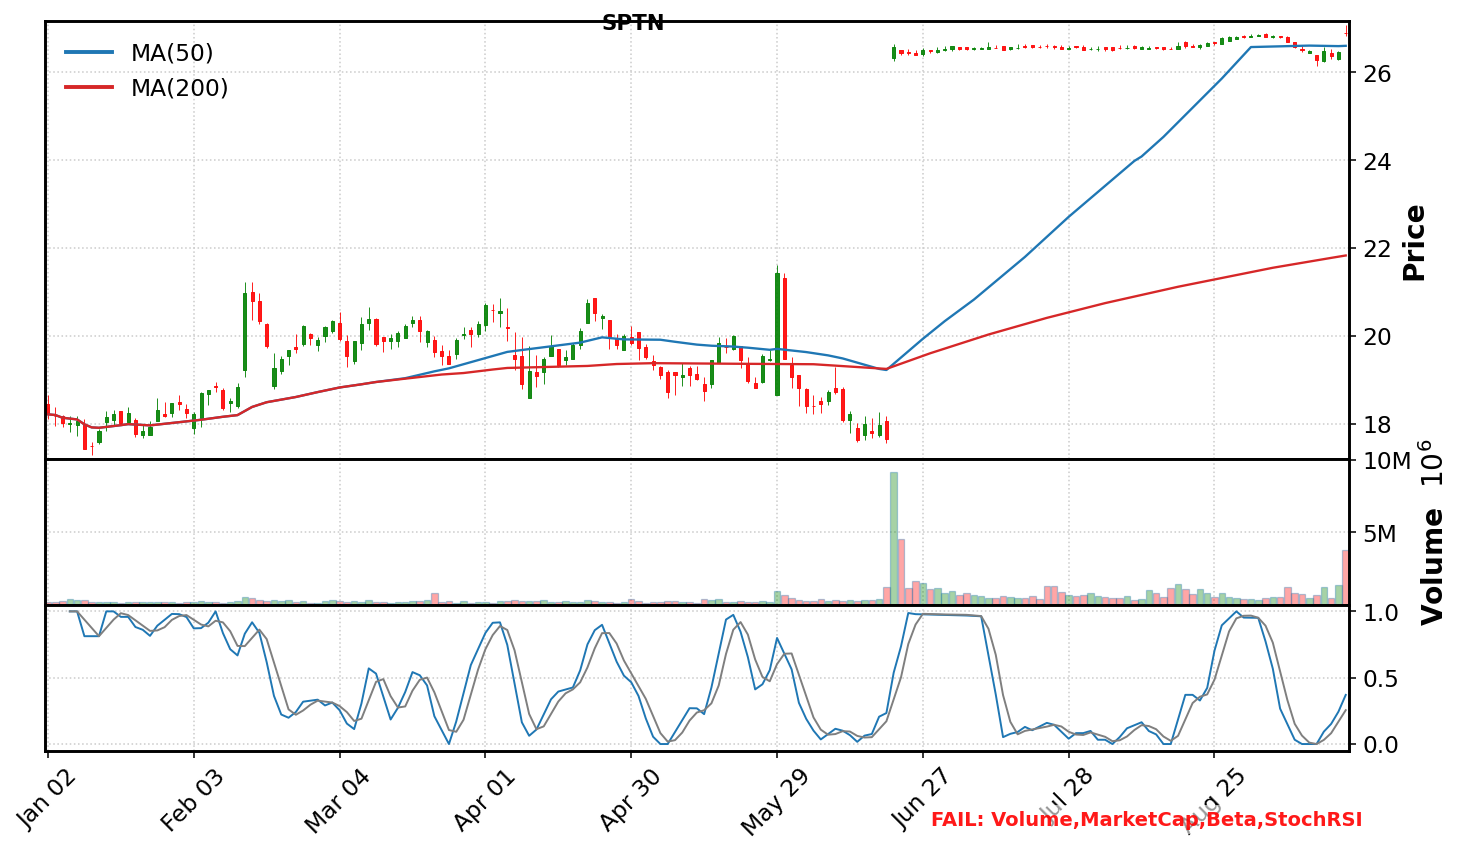 SPTN
MA(50)
MA(200)
26
24
22
20
18
Price
10M
5M
Volume 10^6
1.0
0.5
0.0
Jan 02
Feb 03
Mar 04
Apr 01
Apr 30
May 29
Jun 27
Jul 28
Aug 25
FAIL: Volume,MarketCap,Beta,StochRSI